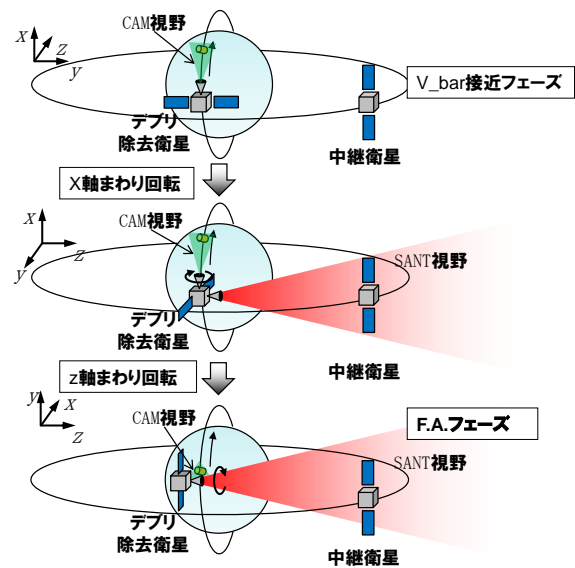 CAM視野
X
Z
y
V_bar接近フェーズ
デブリ
除去衛星
中継衛星
X軸まわり回転
X
CAM視野
Z
y
SANT視野
デブリ
除去衛星
中継衛星
z軸まわり回転
y
X
Z
CAM視野
F.A.フェーズ
SANT視野
デブリ
除去衛星
中継衛星